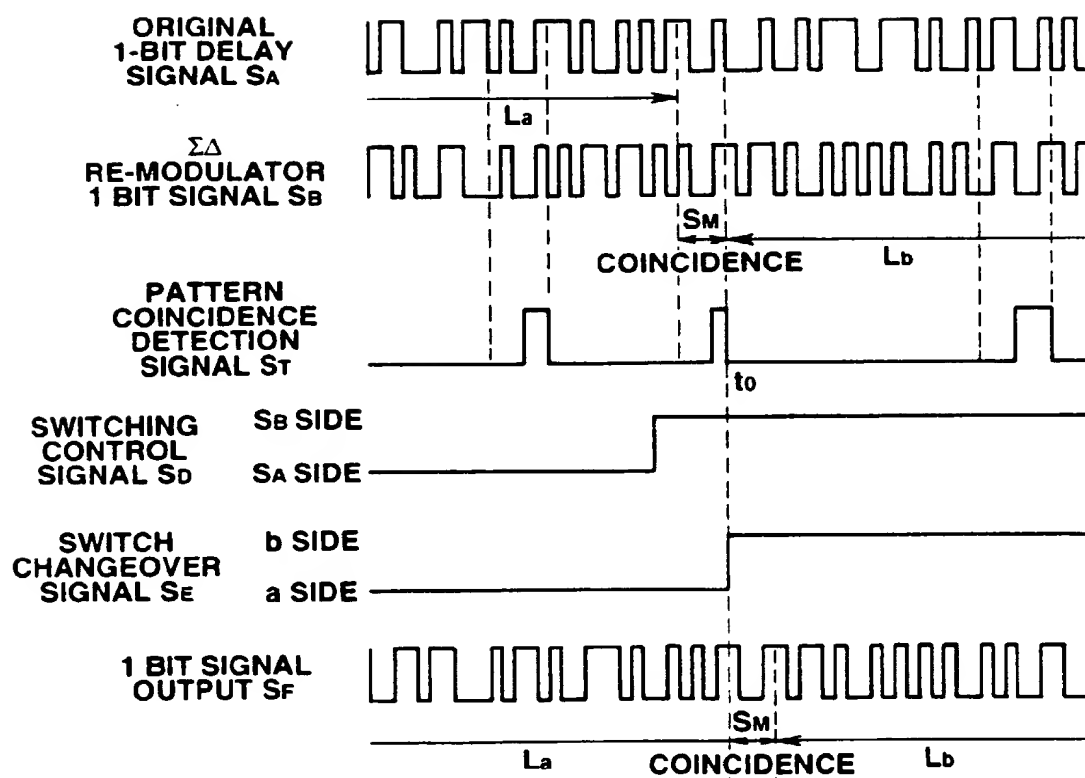 ORIGINAL
1-BIT DELAY
SIGNAL SA
La
ΣΔ
RE-MODULATOR
1 BIT SIGNAL SB
SM
COINCIDENCE
Lb
PATTERN
COINCIDENCE
DETECTION
SIGNAL ST
t0
SWITCHING
CONTROL
SIGNAL SD
SB SIDE
SA SIDE
SWITCH
CHANGEOVER
SIGNAL SE
b SIDE
a SIDE
1 BIT SIGNAL
OUTPUT SF
SM
La
COINCIDENCE
Lb